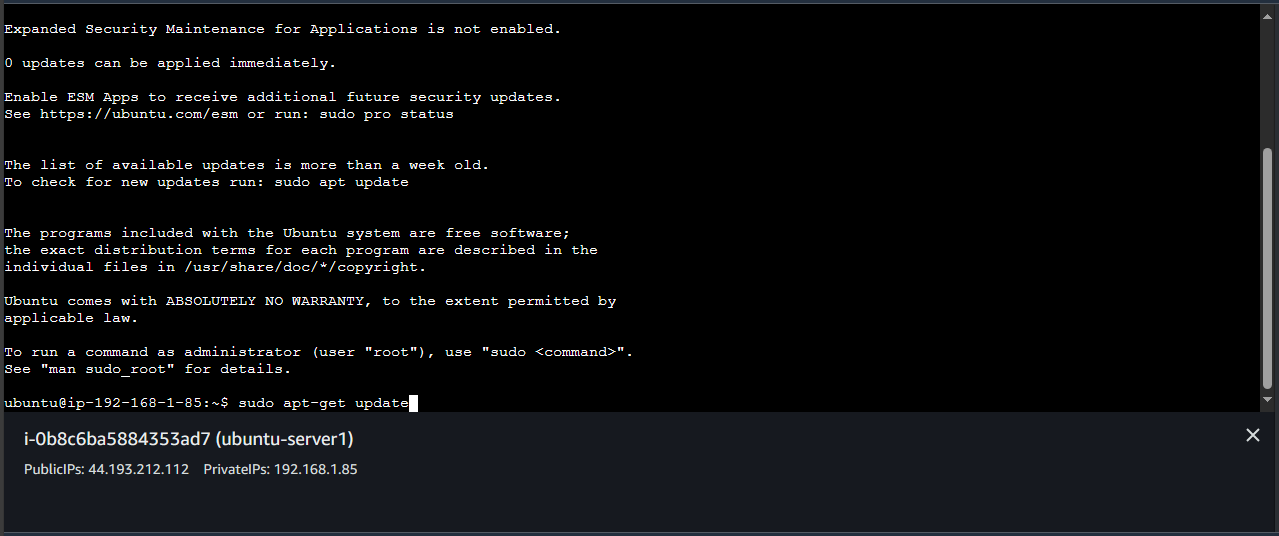 Expanded Security Maintenance for Applications is not enabled.
0 updates can be applied immediately.
Enable ESM Apps to receive additional future security updates.
See https://ubuntu.com/esm or run: sudo pro status
The list of available updates is more than a week old.
To check for new updates run: sudo apt update
The programs included with the Ubuntu system are free software;
the exact distribution terms for each program are described in the
individual files in /usr/share/doc/*/copyright.
Ubuntu comes with ABSOLUTELY NO WARRANTY, to the extent permitted by
applicable law.
To run a command as administrator (user "root"), use "sudo <command>".
See "man sudo_root" for details.
ubuntu@ip-192-168-1-85:~$ sudo apt-get update
i-0b8c6ba5884353ad7 (ubuntu-server1)
PublicIPs: 44.193.212.112 PrivateIPs: 192.168.1.85